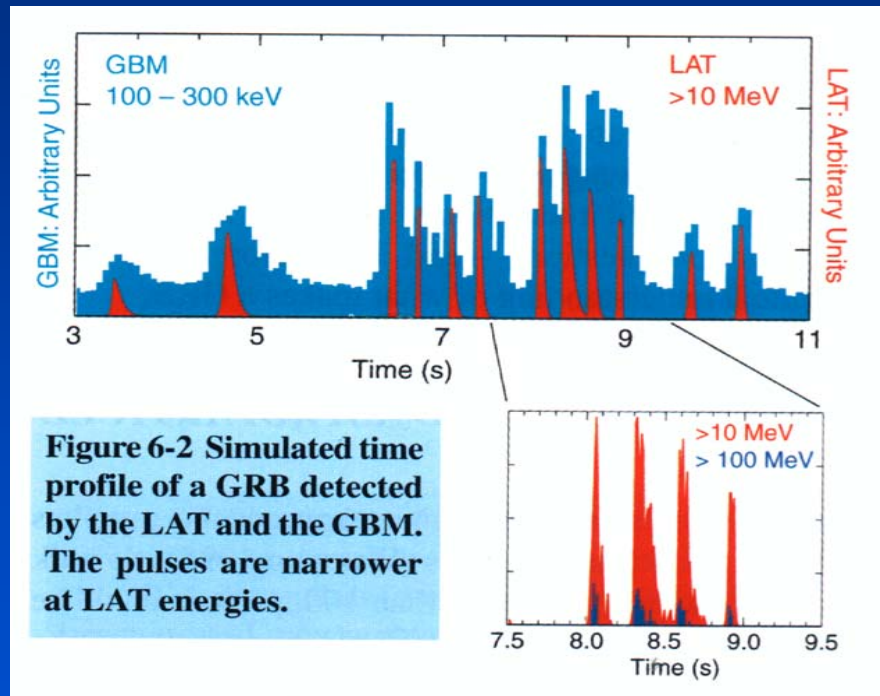 GBM
100 – 300 keV
LAT
>10 MeV
GBM: Arbitrary Units
LAT: Arbitrary Units
3
5
7
9
11
Time (s)
Figure 6-2 Simulated time
profile of a GRB detected
by the LAT and the GBM.
The pulses are narrower
at LAT energies.
>10 MeV
> 100 MeV
7.5
8.0
8.5
9.0
9.5
Time (s)